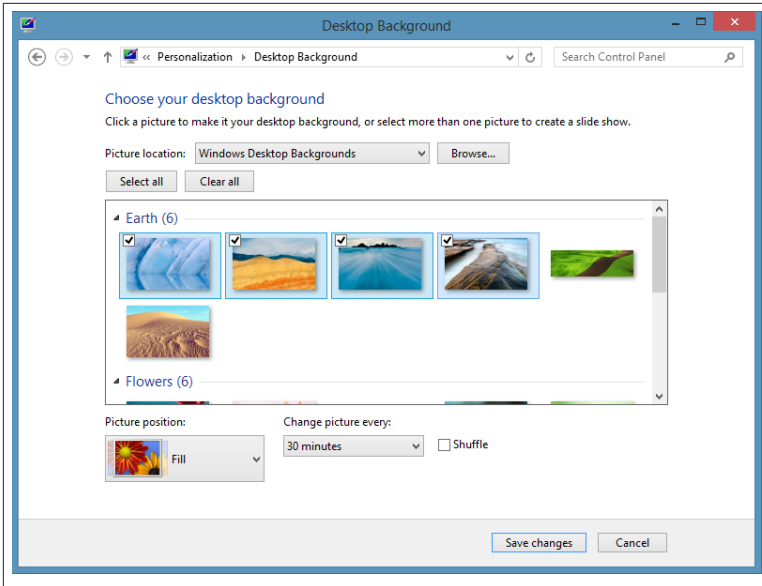 Desktop Background
« Personalization Desktop Background
Search Control Panel
Choose your desktop background
Click a picture to make it your desktop background, or select more than one picture to create a slide show.
Picture location: Windows Desktop Backgrounds Browse...
Select all Clear all
Earth (6)
Flowers (6)
Picture position: Change picture every:
Fill 30 minutes Shuffle
Save changes Cancel